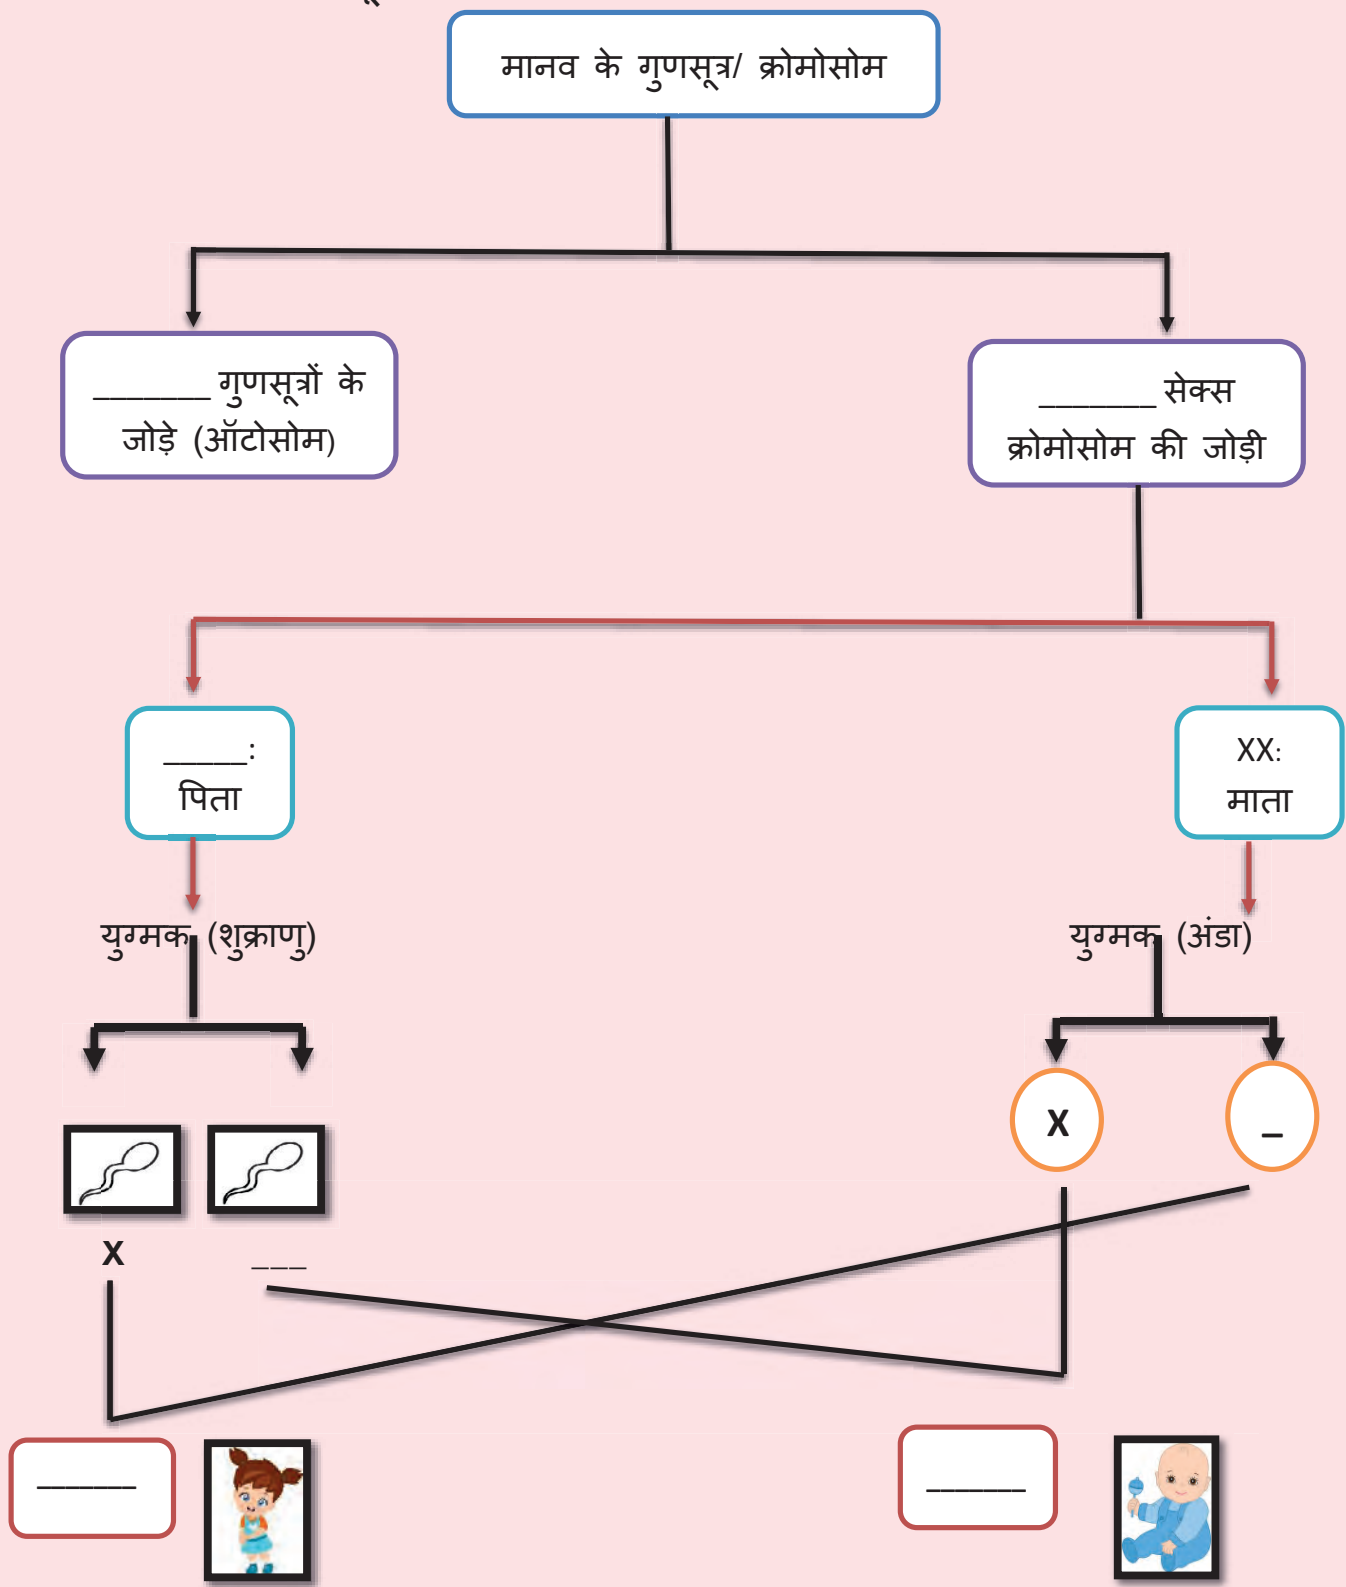 मानव के गुणसूत्र/ क्रोमोसोम
_______ गुणसूत्रों के
जोड़े (ऑटोसोम)
_______ सेक्स
क्रोमोसोम की जोड़ी
_____:
पिता
XX:
माता
युग्मक (शुक्राणु)
युग्मक (अंडा)
X
_
X
___
______
______